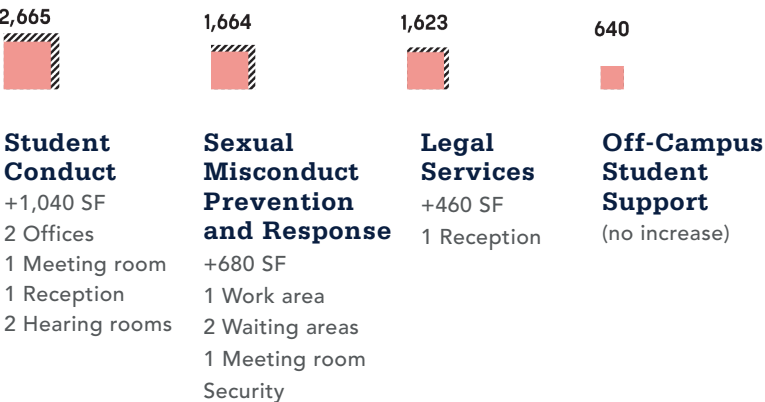 2,665
Student
Conduct
+1,040 SF
2 Offices
1 Meeting room
1 Reception
2 Hearing rooms
1,664
Sexual
Misconduct
Prevention
and Response
+680 SF
1 Work area
2 Waiting areas
1 Meeting room
Security
1,623
Legal
Services
+460 SF
1 Reception
640
Off-Campus
Student
Support
(no increase)